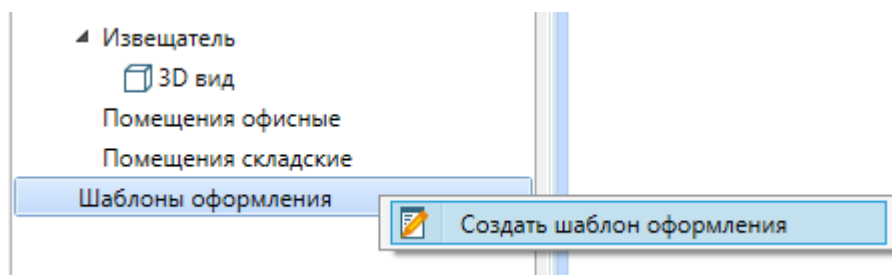 Извещатель
3D вид
Помещения офисные
Помещения складские
Шаблоны оформления
Создать шаблон оформления